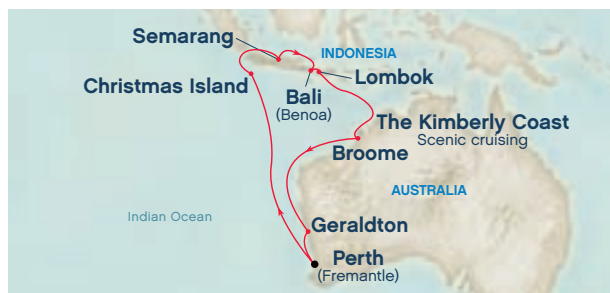 Semarang
INDONESIA
Christmas Island
Lombok
Bali
(Benoa)
The Kimberly Coast
Scenic cruising
Broome
AUSTRALIA
Indian Ocean
Geraldton
Perth
(Fremantle)